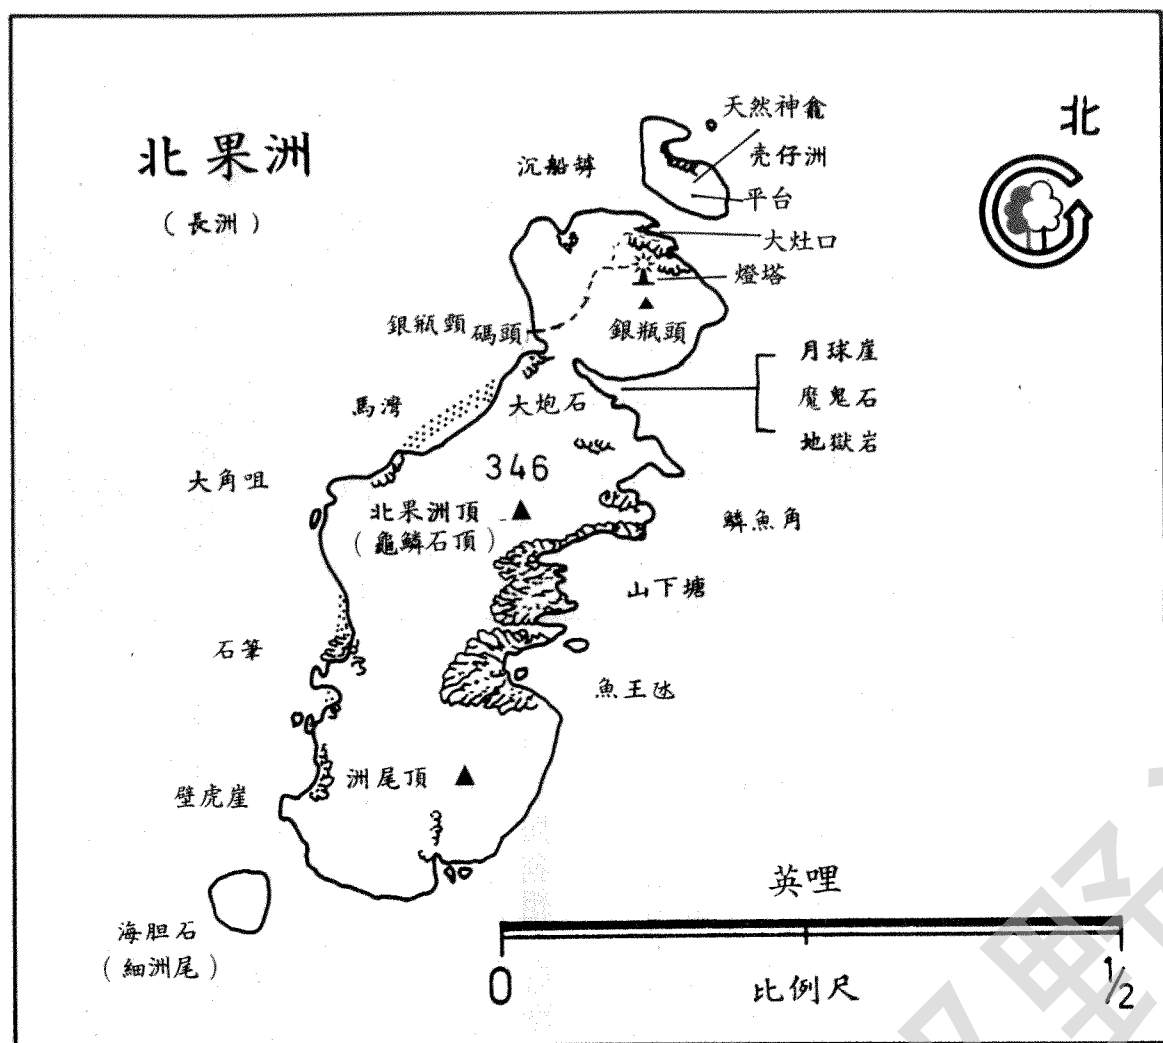 北果洲
（長洲）
北
天然神龕
沉船罅
壳仔洲
平台
大灶口
燈塔
銀瓶頸 碼頭
銀瓶頭
月球崖
魔鬼石
地獄岩
馬灣
大炮石
大角咀
346
北果洲頂
（龜鱗石頂）
鱗魚角
山下塘
石筆
魚王氹
洲尾頂
壁虎崖
海胆石
（細洲尾）
英哩
0
比例尺
1/2
野